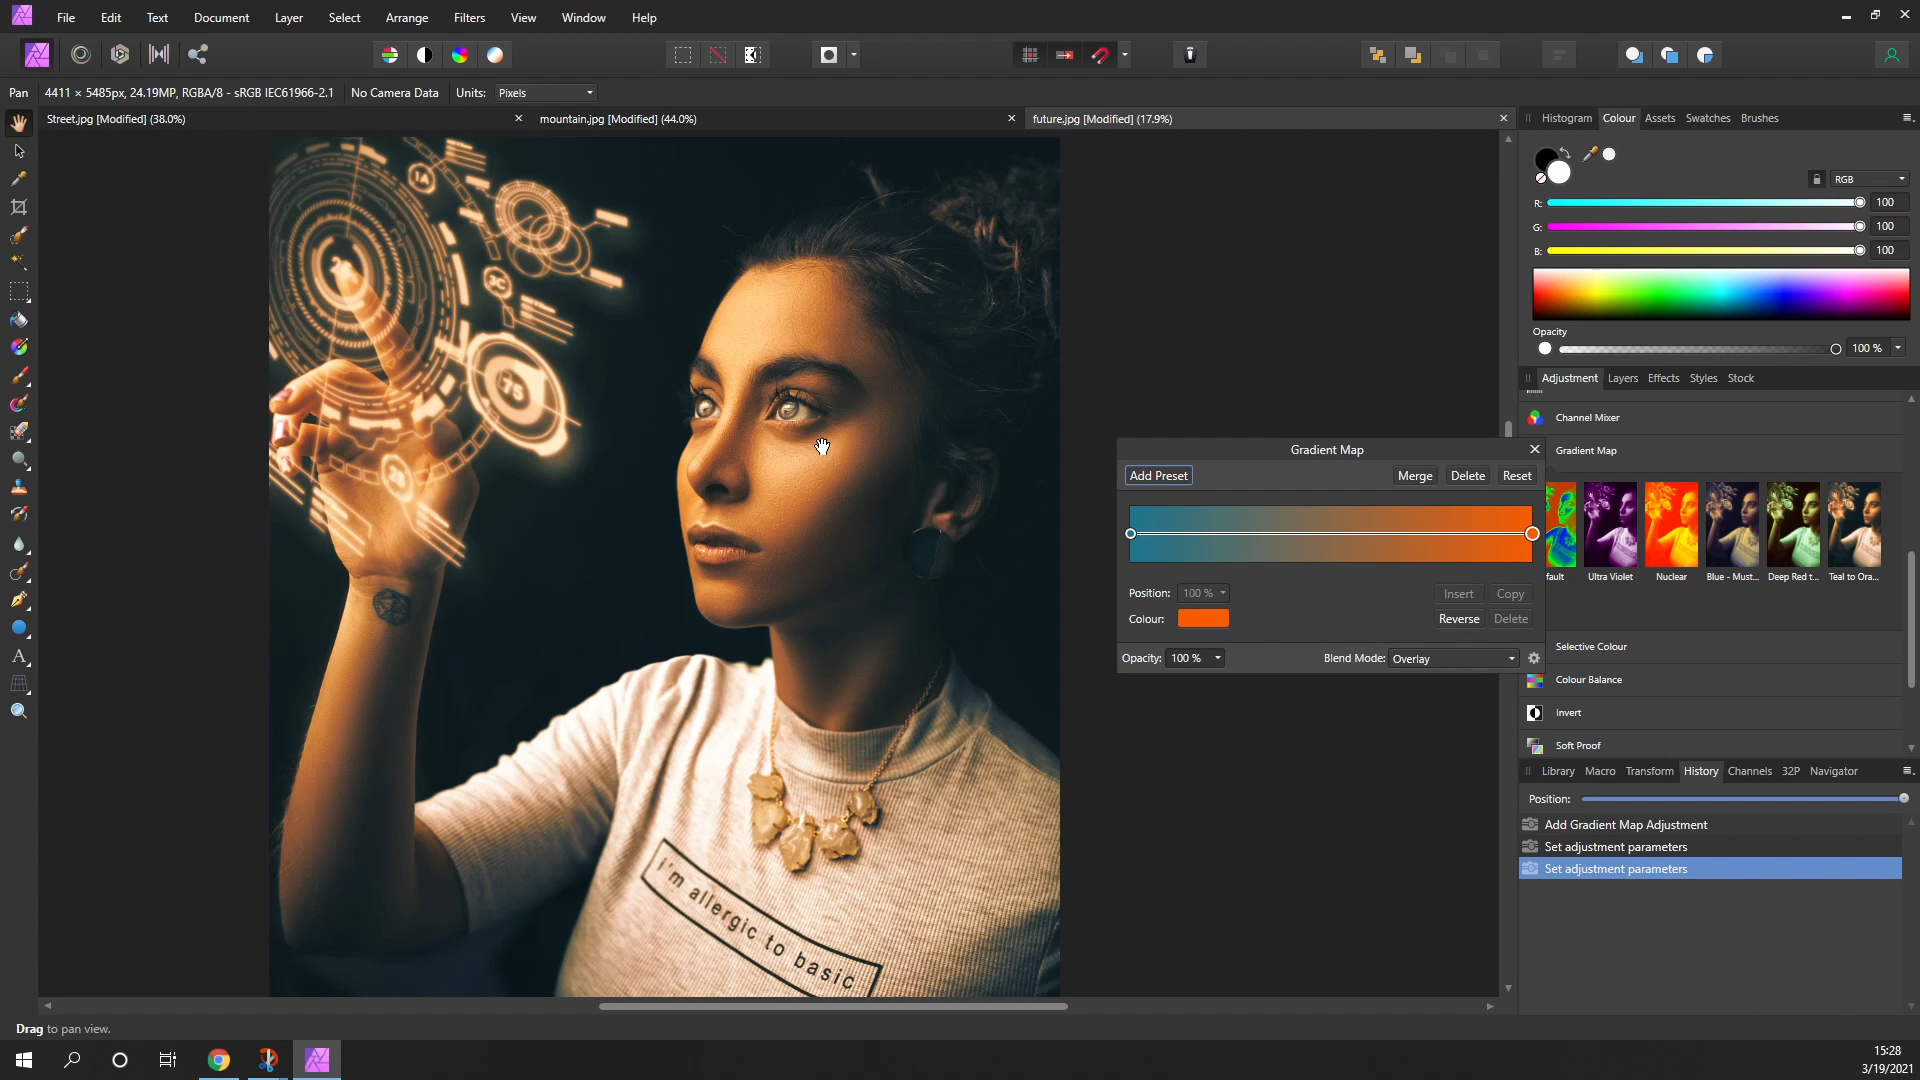 File Edit Text Document Layer Select Arrange Filters View Window Help
Pan 4411 × 5485px, 24.19MP, RGBA/8 - sRGB IEC61966-2.1 No Camera Data Units: Pixels
Street.jpg [Modified] (38.0%) mountain.jpg [Modified] (44.0%) future.jpg [Modified] (17.9%)
Histogram Colour Assets Swatches Brushes
RGB
R: 100
G: 100
B: 100
Opacity
100 %
Adjustment Layers Effects Styles Stock
Channel Mixer
Gradient Map
fault Ultra Violet Nuclear Blue - Must... Deep Red t... Teal to Ora...
Selective Colour
Colour Balance
Invert
Soft Proof
Gradient Map
Add Preset Merge Delete Reset
Position: 100 % Insert Copy
Colour: Reverse Delete
Opacity: 100 % Blend Mode: Overlay
Library Macro Transform History Channels 32P Navigator
Position:
Add Gradient Map Adjustment
Set adjustment parameters
Set adjustment parameters
1A
3C
I'm allergic to basic
Drag to pan view.
15:28
3/19/2021